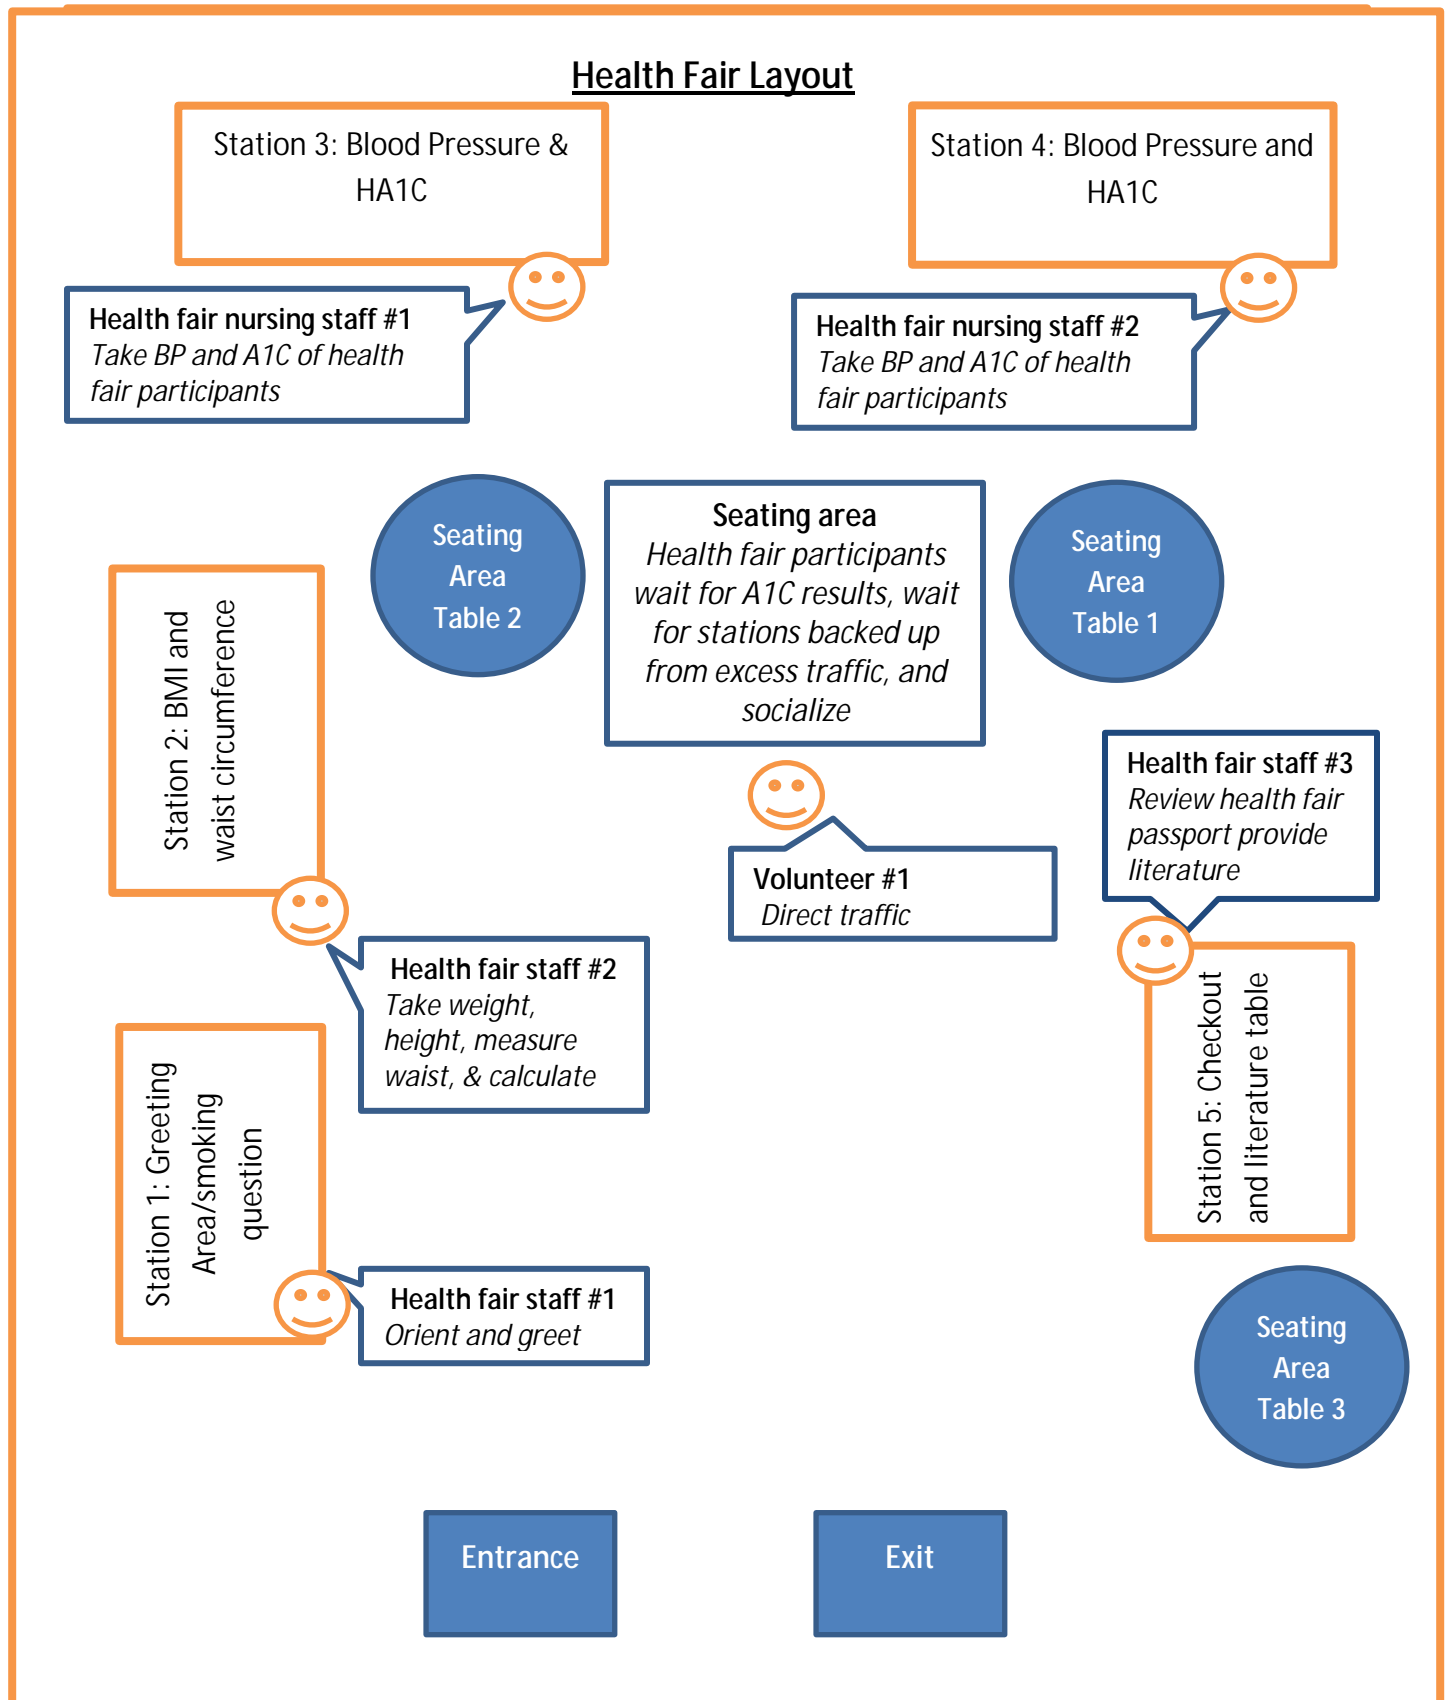 Health Fair Layout
Station 3: Blood Pressure &
HA1C
Station 4: Blood Pressure and
HA1C
Health fair nursing staff #1
Take BP and A1C of health
fair participants
Health fair nursing staff #2
Take BP and A1C of health
fair participants
Seating
Area
Table 2
Seating area
Health fair participants
wait for A1C results, wait
for stations backed up
from excess traffic, and
socialize
Seating
Area
Table 1
Station 2: BMI and
waist circumference
Health fair staff #3
Review health fair
passport provide
literature
Volunteer #1
Direct traffic
Health fair staff #2
Take weight,
height, measure
waist, & calculate
Station 5: Checkout
and literature table
Station 1: Greeting
Area/smoking
question
Health fair staff #1
Orient and greet
Seating
Area
Table 3
Entrance
Exit